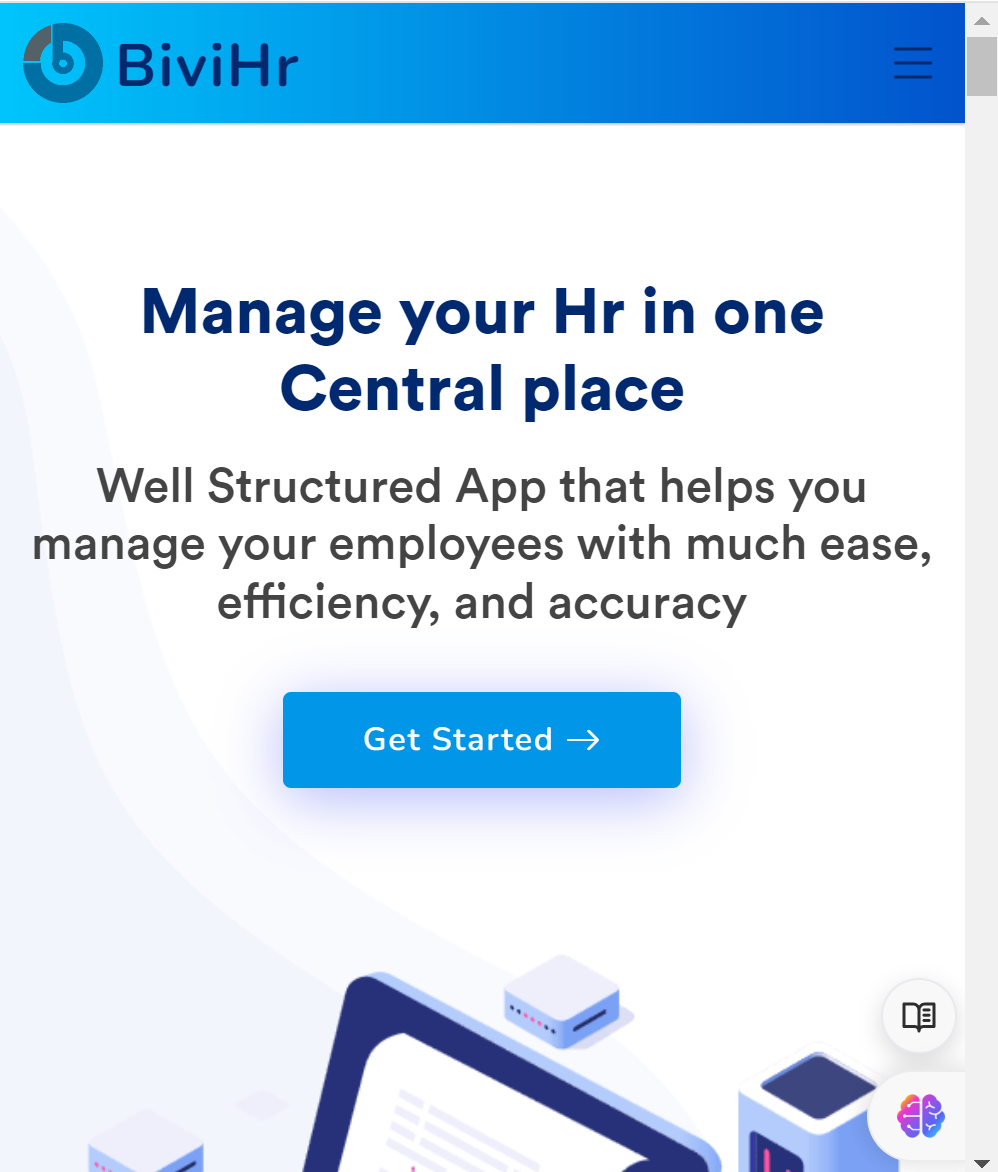 BiviHr
Manage your Hr in one
Central place
Well Structured App that helps you
manage your employees with much ease,
efficiency, and accuracy
Get Started →